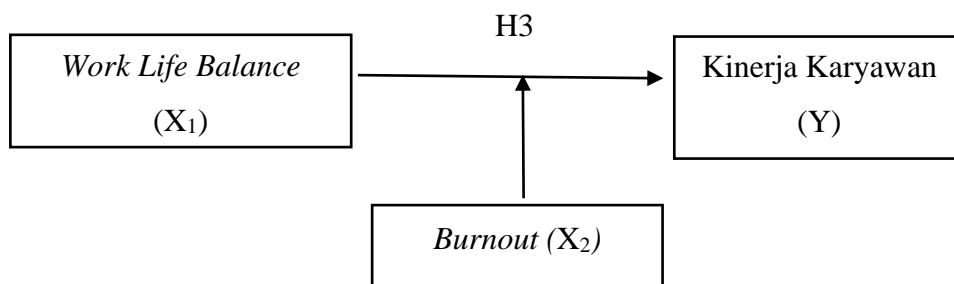 H3
Work Life Balance
(X₁)
Kinerja Karyawan
(Y)
Burnout (X₂)